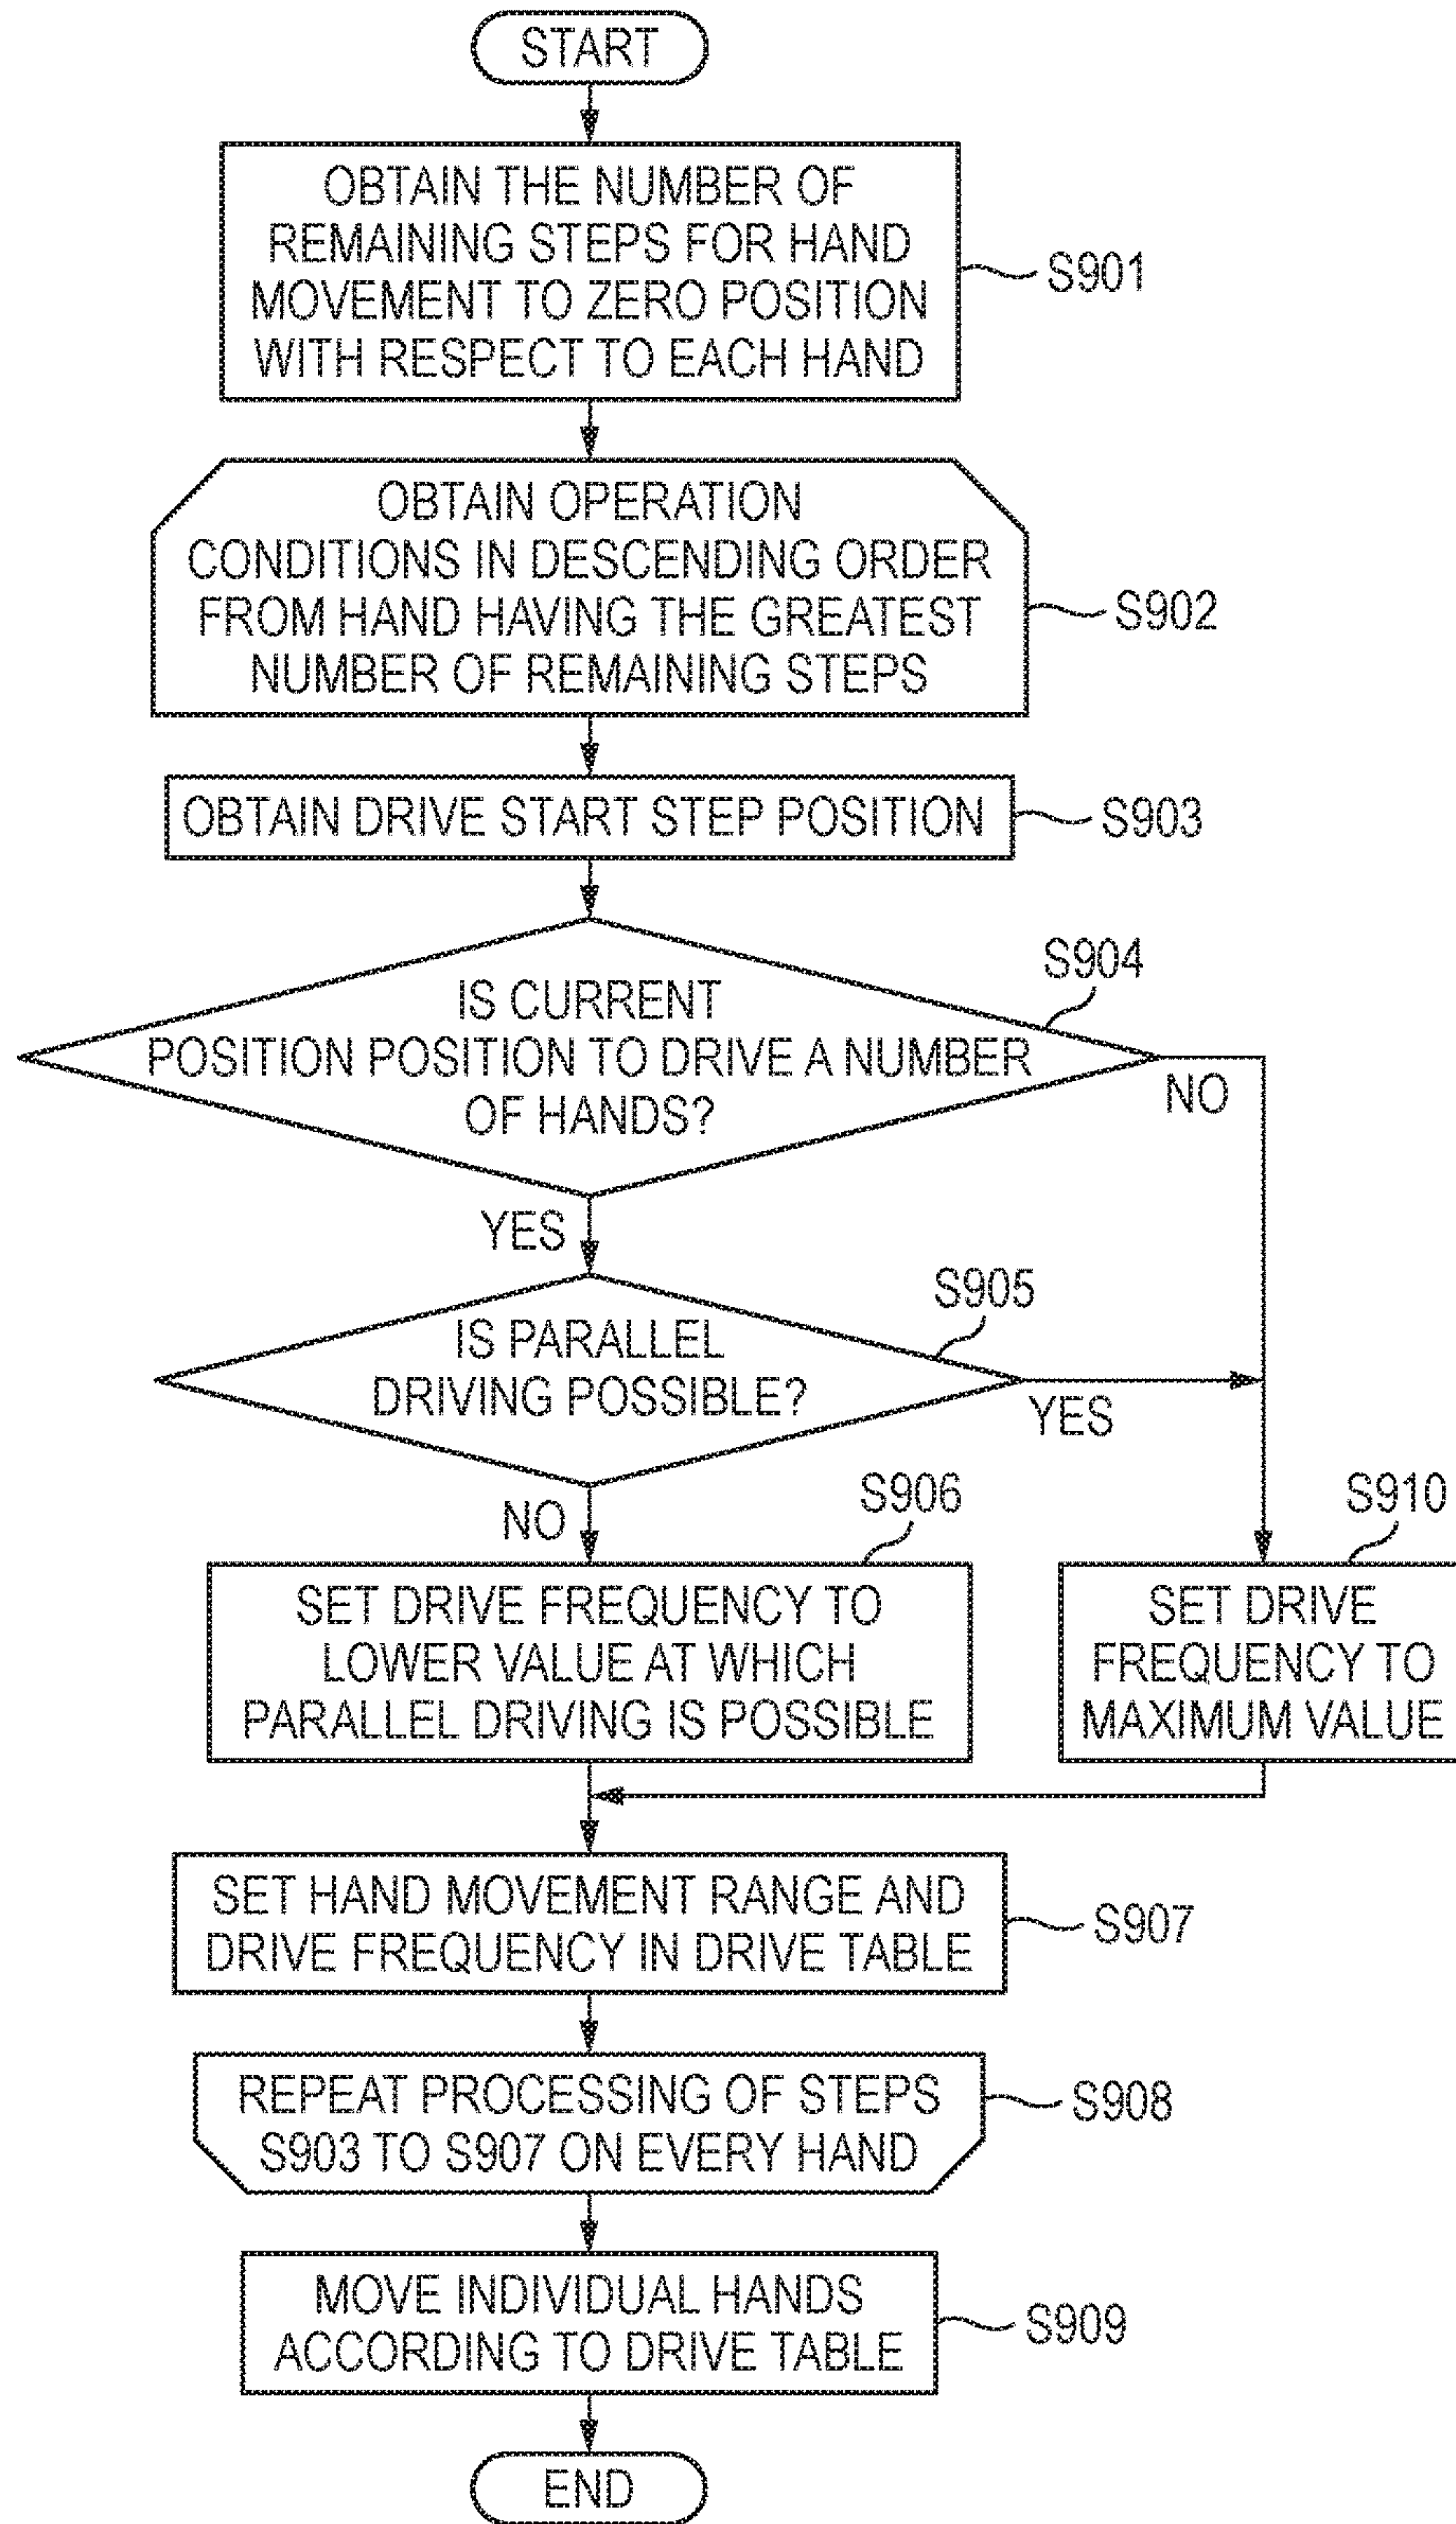 START
OBTAIN THE NUMBER OF
REMAINING STEPS FOR HAND
MOVEMENT TO ZERO POSITION
WITH RESPECT TO EACH HAND
S901
OBTAIN OPERATION
CONDITIONS IN DESCENDING ORDER
FROM HAND HAVING THE GREATEST
NUMBER OF REMAINING STEPS
S902
OBTAIN DRIVE START STEP POSITION
S903
S904
IS CURRENT
POSITION POSITION TO DRIVE A NUMBER
OF HANDS?
NO
YES
S905
IS PARALLEL
DRIVING POSSIBLE?
YES
NO
S906
SET DRIVE FREQUENCY TO
LOWER VALUE AT WHICH
PARALLEL DRIVING IS POSSIBLE
S910
SET DRIVE
FREQUENCY TO
MAXIMUM VALUE
SET HAND MOVEMENT RANGE AND
DRIVE FREQUENCY IN DRIVE TABLE
S907
REPEAT PROCESSING OF STEPS
S903 TO S907 ON EVERY HAND
S908
MOVE INDIVIDUAL HANDS
ACCORDING TO DRIVE TABLE
S909
END